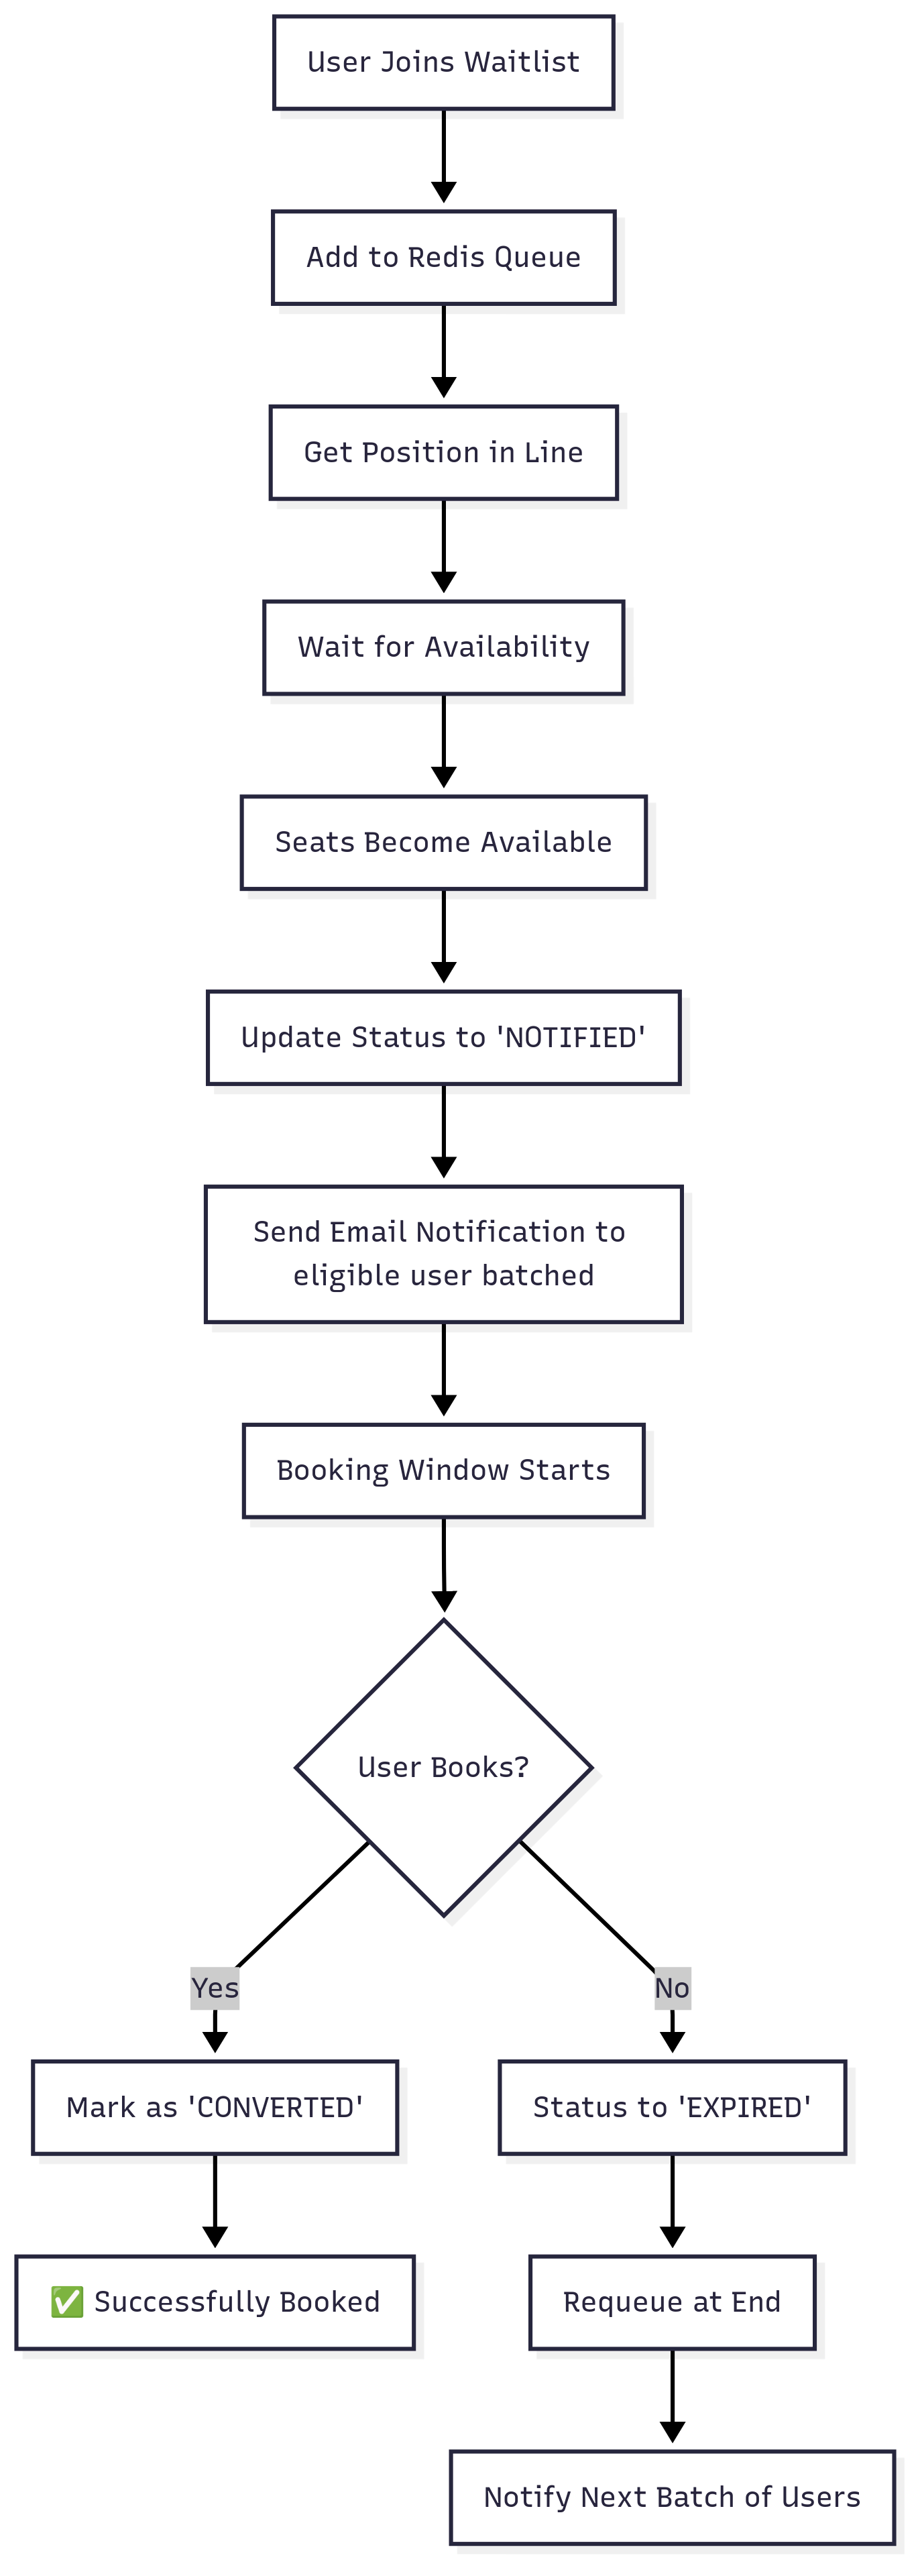 User Joins Waitlist
Add to Redis Queue
Get Position in Line
Wait for Availability
Seats Become Available
Update Status to 'NOTIFIED'
Send Email Notification to
eligible user batched
Booking Window Starts
User Books?
Yes
No
Mark as 'CONVERTED'
Status to 'EXPIRED'
✅ Successfully Booked
Requeue at End
Notify Next Batch of Users